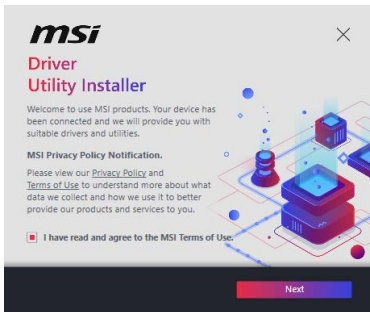 msi
Driver
Utility Installer
Welcome to use MSI products. Your device has
been connected and we will provide you with
suitable drivers and utilities.
MSI Privacy Policy Notification.
Please view our Privacy Policy and
Terms of Use to understand more about what
data we collect and how we use it to better
provide our products and services to you.
I have read and agree to the MSI Terms of Use.
Next